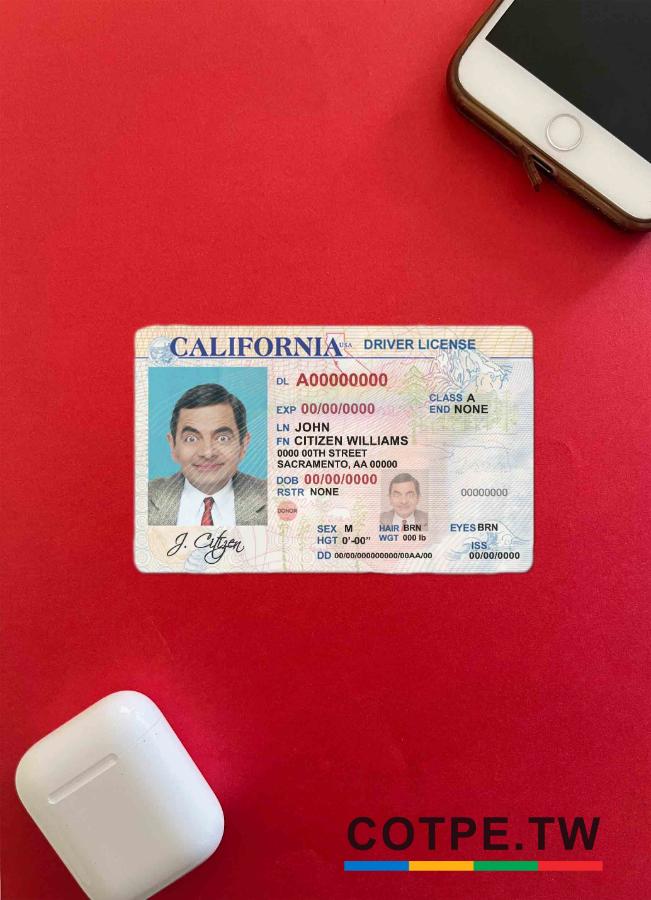 CALIFORNIA USA DRIVER LICENSE
DL A00000000
CLASS A
EXP 00/00/0000
END NONE
LN JOHN
FN CITIZEN WILLIAMS
0000 00TH STREET
SACRAMENTO, AA 00000
DOB 00/00/0000
RSTR NONE
00000000
DONOR
SEX M
HAIR BRN
EYES BRN
HGT 0'-00"
WGT 000 lb
ISS
DD 00/00/000000000/00AA/00
00/00/0000
J. Citizen
COTPE.TW